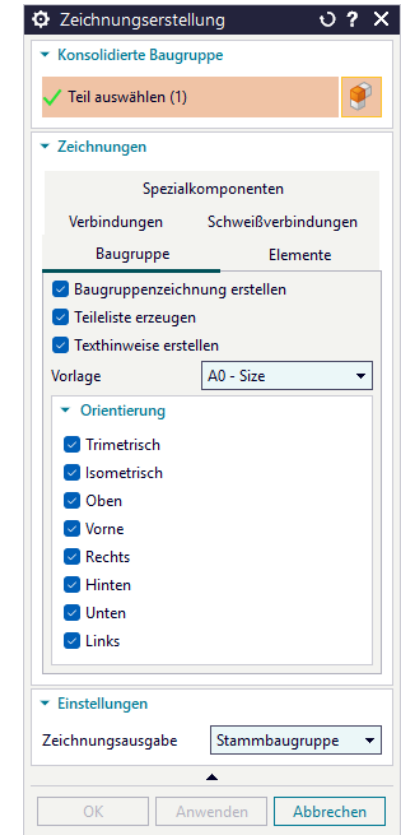 Zeichnungserstellung ?
Konsolidierte Baugruppe
Teil auswählen (1)
Zeichnungen
Spezialkomponenten
Verbindungen Schweißverbindungen
Baugruppe Elemente
Baugruppenzeichnung erstellen
Teileliste erzeugen
Texthinweise erstellen
Vorlage A0 - Size
Orientierung
Trimetrisch
Isometrisch
Oben
Vorne
Rechts
Hinten
Unten
Links
Einstellungen
Zeichnungsausgabe Stammbaugruppe
OK Anwenden Abbrechen